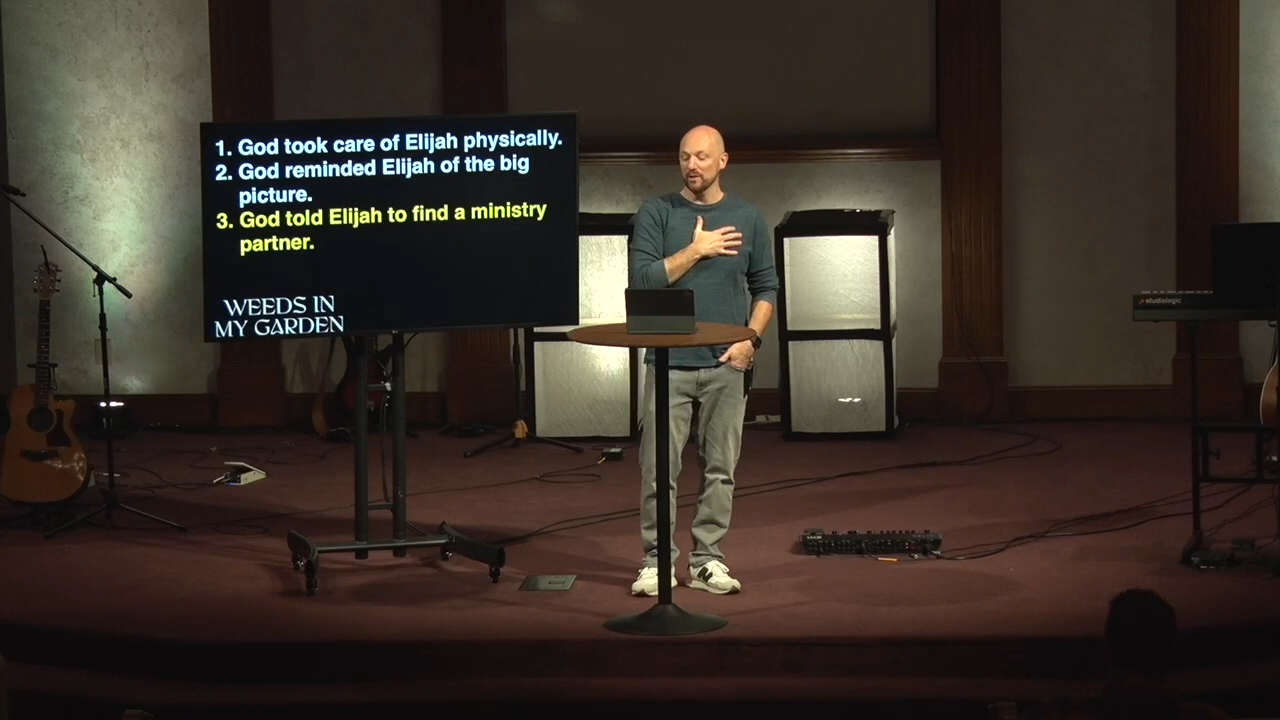 1. God took care of Elijah physically.
2. God reminded Elijah of the big
picture.
3. God told Elijah to find a ministry
partner.
WEEDS IN
MY GARDEN
studiologic